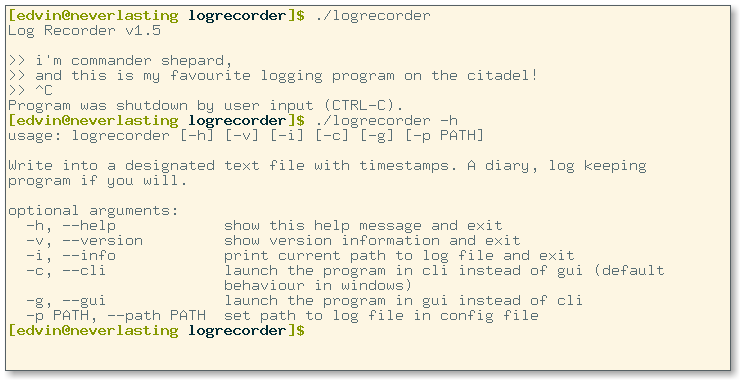 [edvin@neverlasting logrecorder]$ ./logrecorder
Log Recorder v1.5
>> i'm commander shepard,
>> and this is my favourite logging program on the citadel!
>> ^C
Program was shutdown by user input (CTRL-C).
[edvin@neverlasting logrecorder]$ ./logrecorder -h
usage: logrecorder [-h] [-v] [-i] [-c] [-g] [-p PATH]
Write into a designated text file with timestamps. A diary, log keeping
program if you will.
optional arguments:
-h, --help show this help message and exit
-v, --version show version information and exit
-i, --info print current path to log file and exit
-c, --cli launch the program in cli instead of gui (default
behaviour in windows)
-g, --gui launch the program in gui instead of cli
-p PATH, --path PATH set path to log file in config file
[edvin@neverlasting logrecorder]$